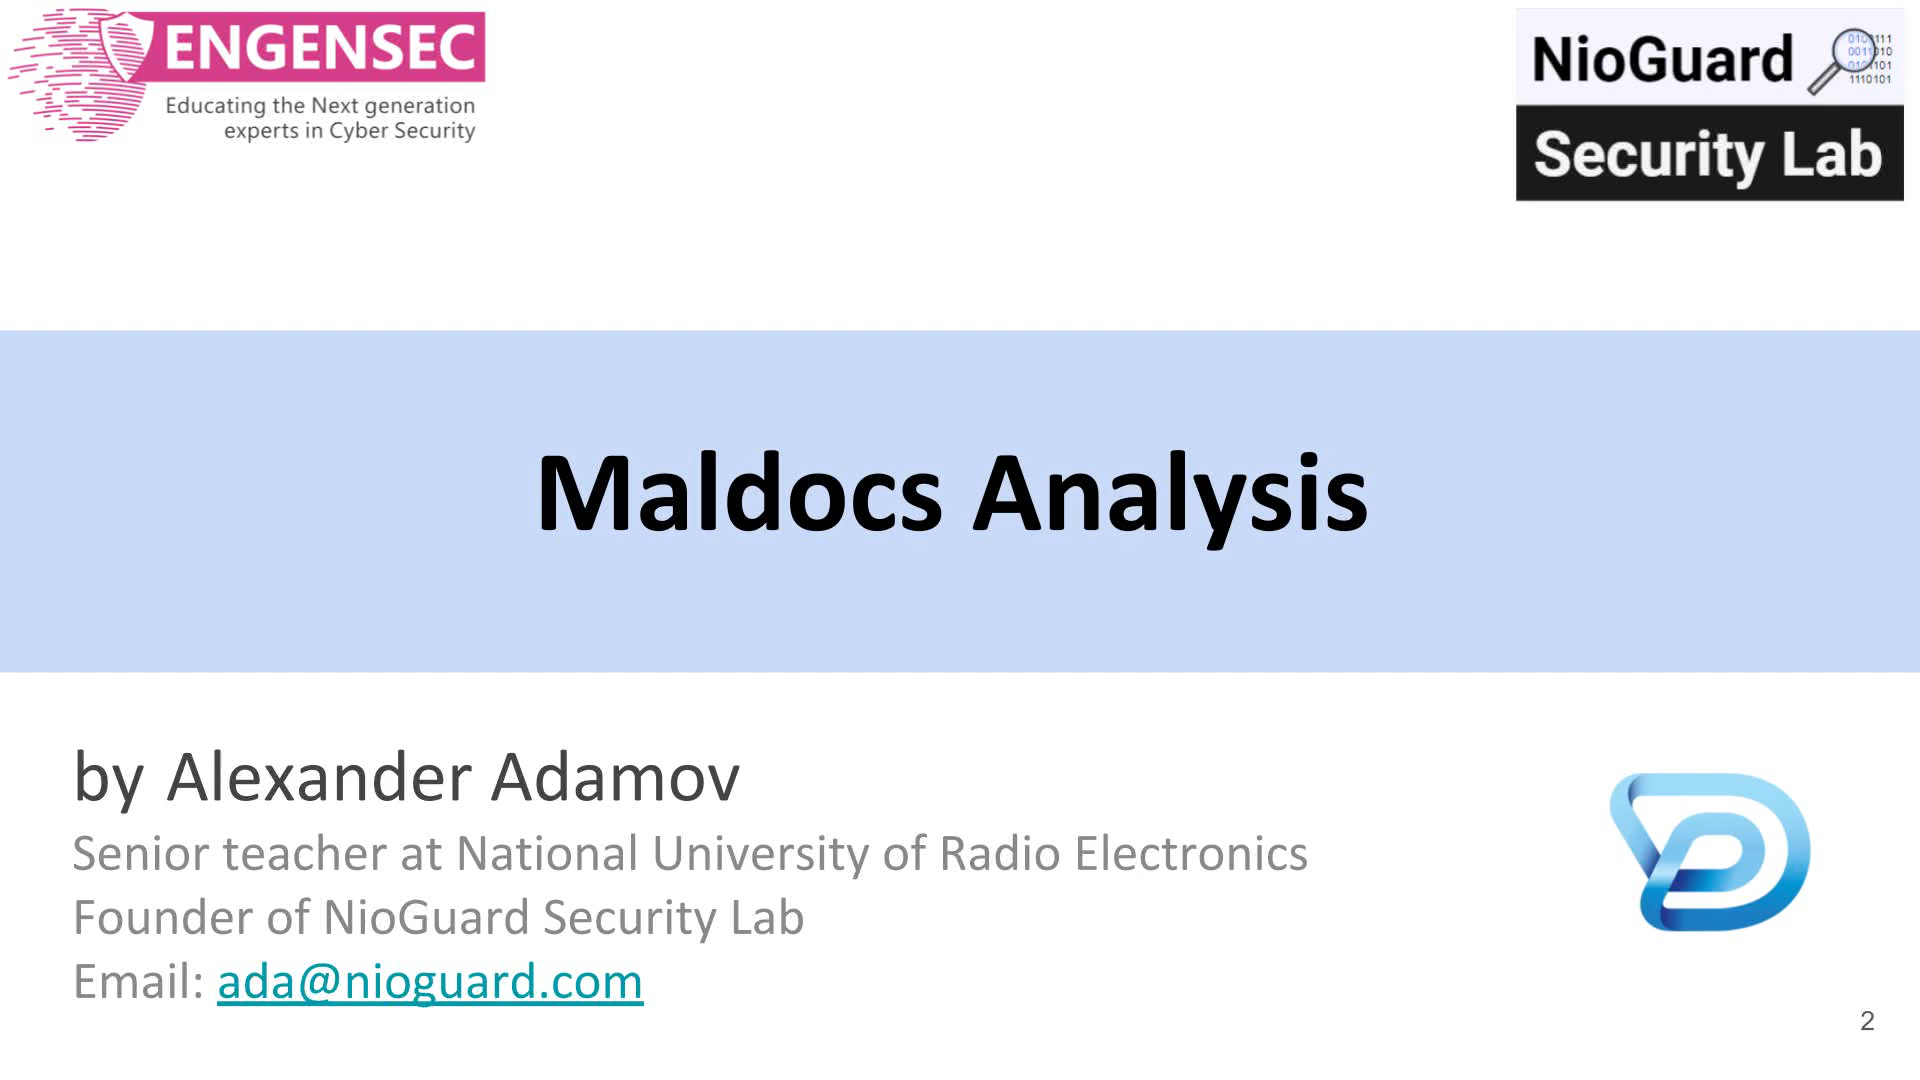 ENGENSEC
Educating the Next generation
experts in Cyber Security
NioGuard
Security Lab
Maldocs Analysis
by Alexander Adamov
Senior teacher at National University of Radio Electronics
Founder of NioGuard Security Lab
Email: ada@nioguard.com
2